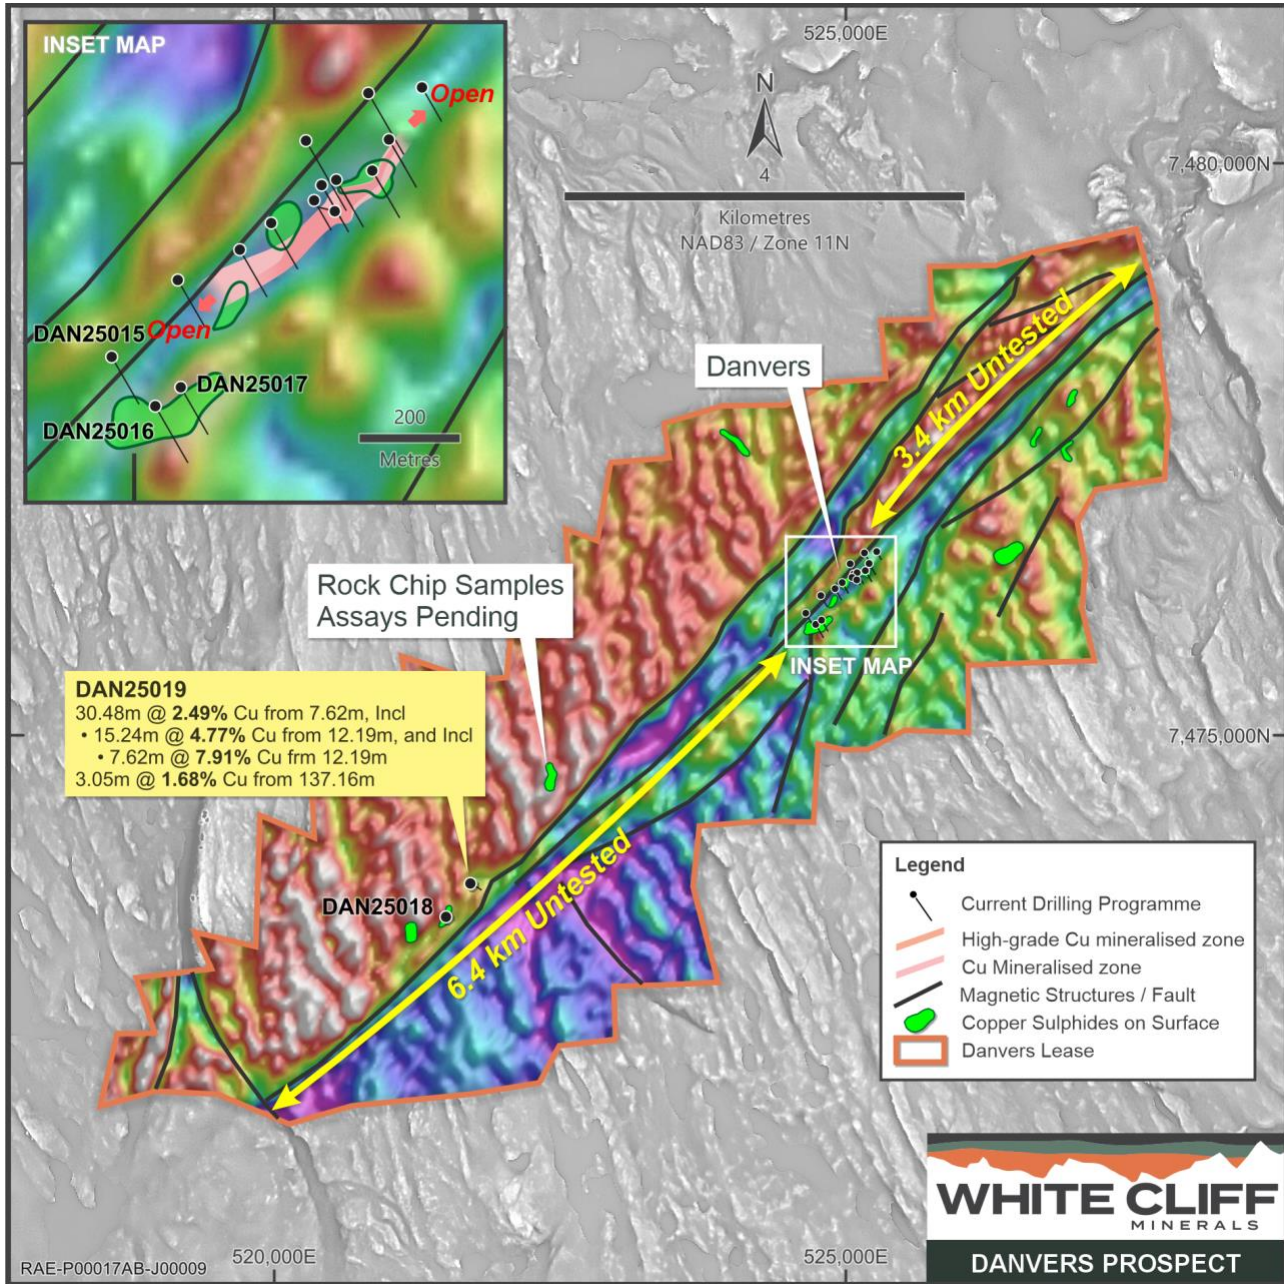 INSET MAP
525,000E
Open
N
7,480,000N
4
Kilometres
NAD83 / Zone 11N
DAN25015
Open
DAN25017
DAN25016
200
Metres
3.4 km Untested
Danvers
Rock Chip Samples
Assays Pending
INSET MAP
DAN25019
30.48m @ 2.49% Cu from 7.62m, Incl
• 15.24m @ 4.77% Cu from 12.19m, and Incl
• 7.62m @ 7.91% Cu frm 12.19m
3.05m @ 1.68% Cu from 137.16m
7,475,000N
6.4 km Untested
DAN25018
Legend
Current Drilling Programme
High-grade Cu mineralised zone
Cu Mineralised zone
Magnetic Structures / Fault
Copper Sulphides on Surface
Danvers Lease
WHITE CLIFF
MINERALS
DANVERS PROSPECT
RAE-P00017AB-J00009
520,000E
525,000E